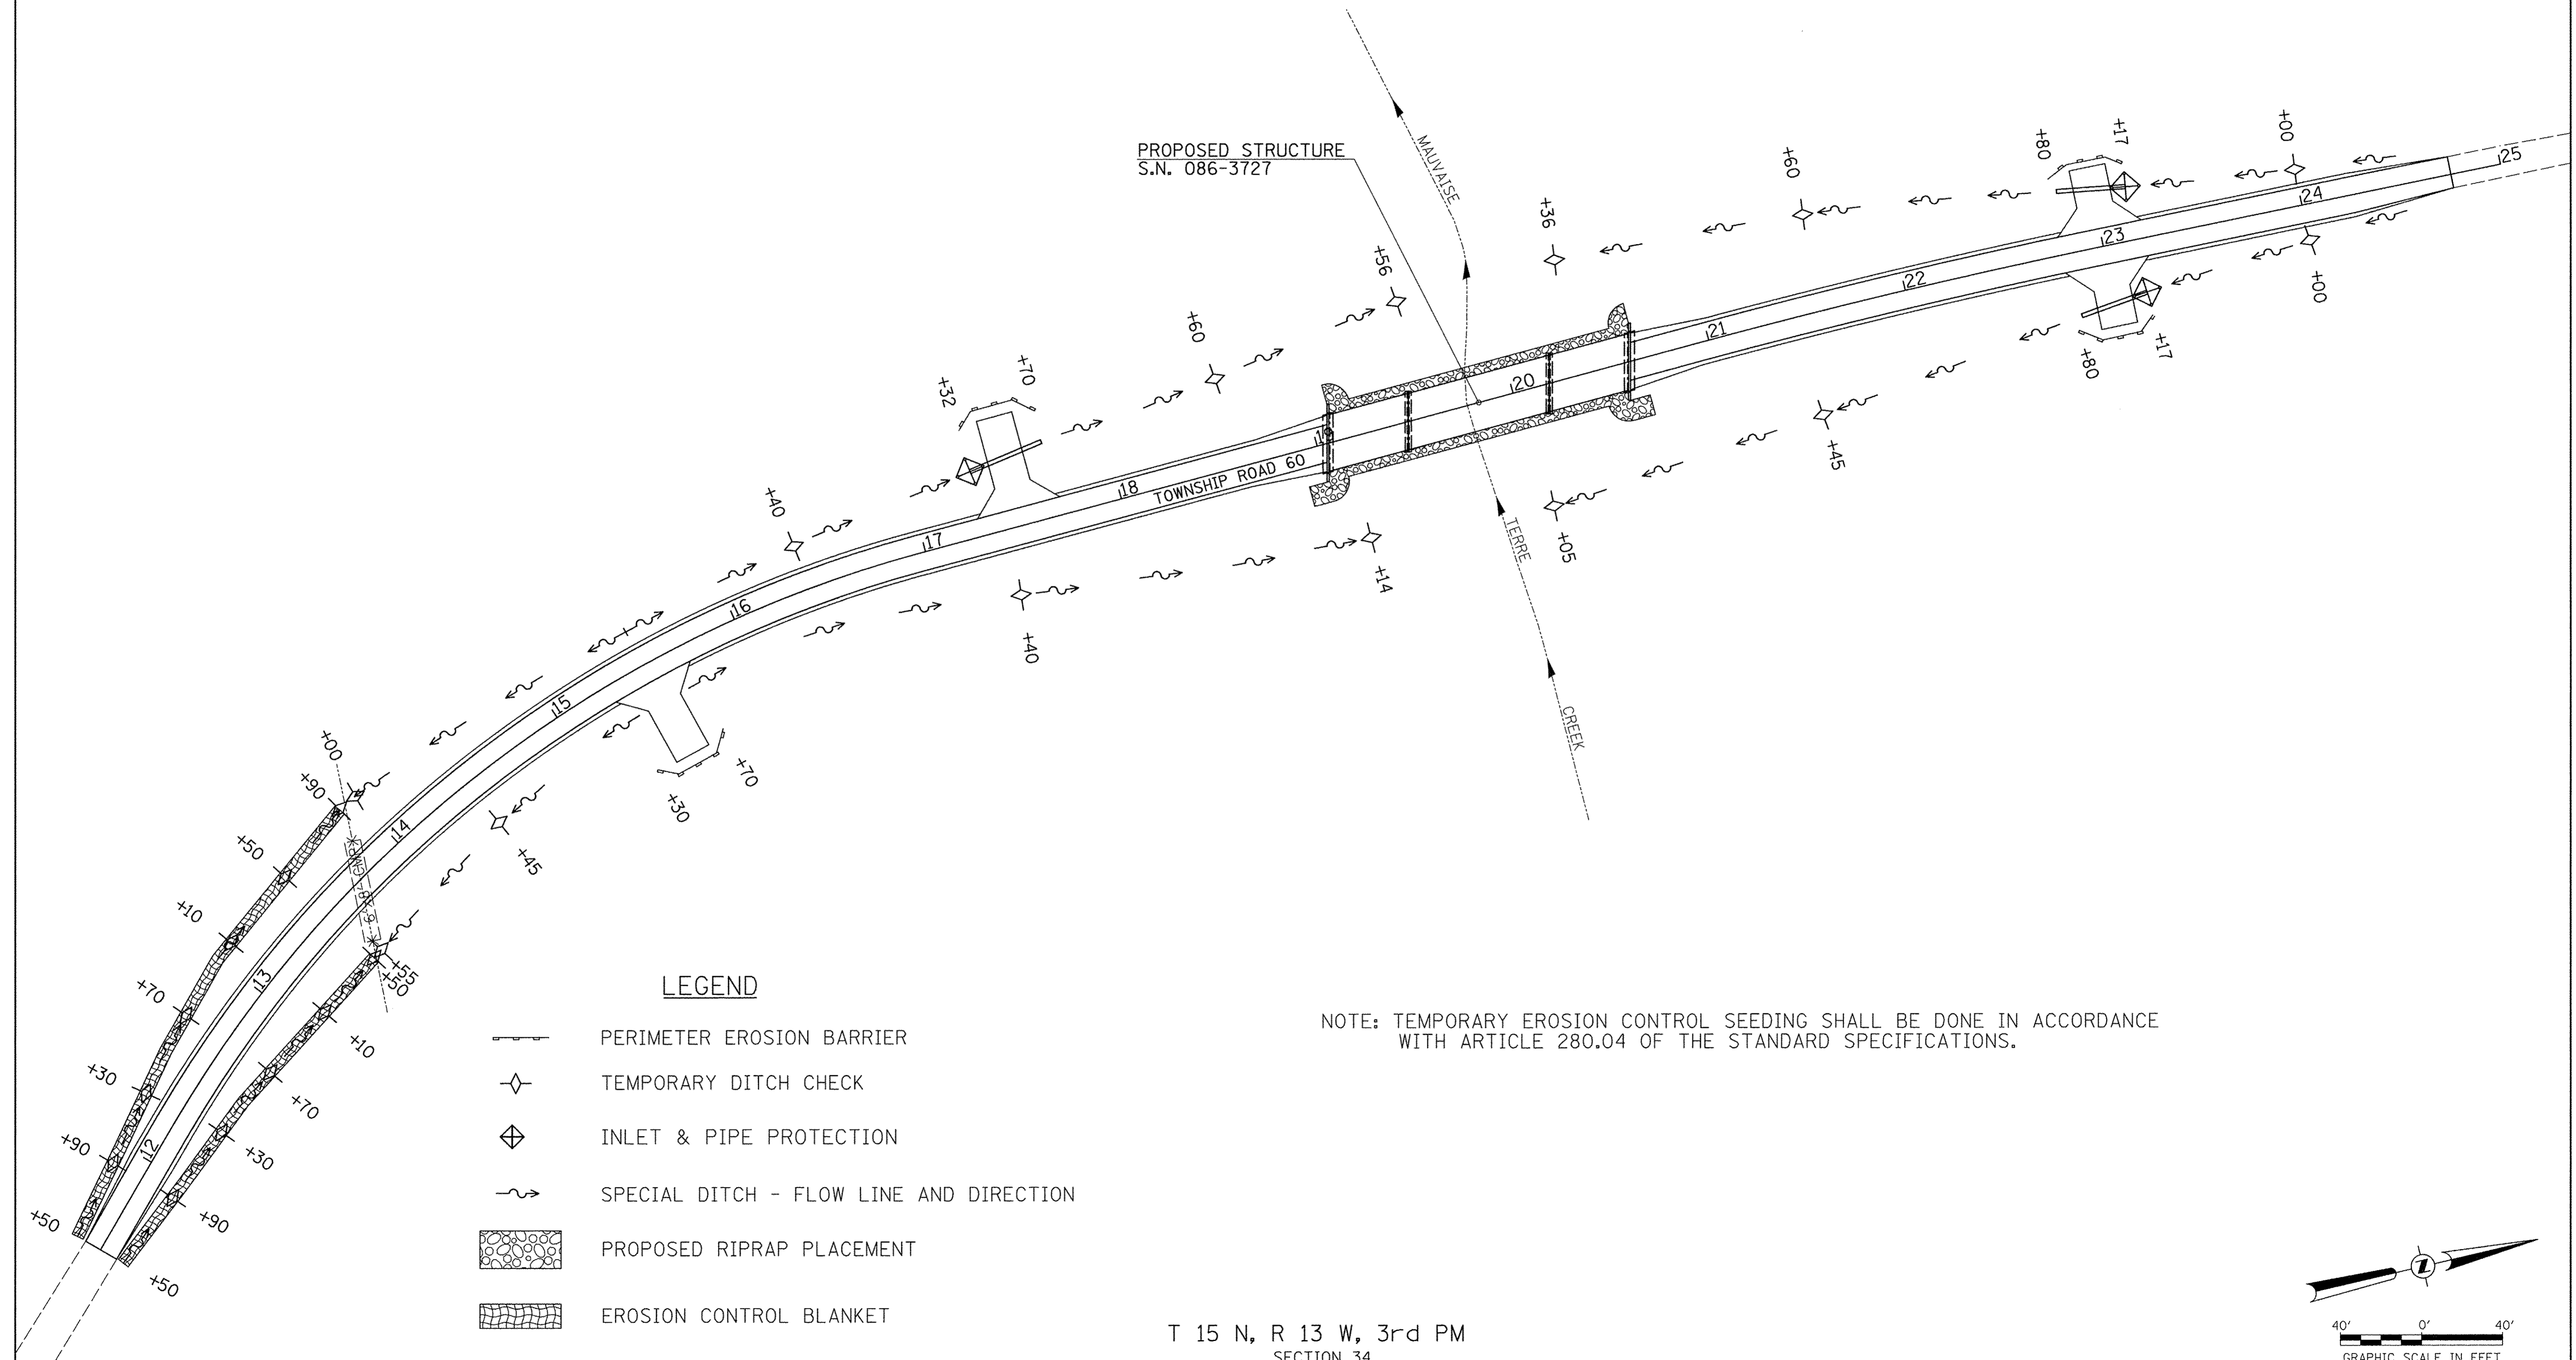 PROPOSED STRUCTURE
S.N. 086-3727
MAUVAISE
TERRE
CREEK
+36
+60
+80
+17
+00
25
24
23
22
21
20
+56
+60
+70
+32
+40
18
17
16
15
14
13
12
TOWNSHIP ROAD 60
+00
+80
+17
+45
+05
+14
+40
+70
+30
+45
+00
+90
+50
+10
+70
+30
+90
+50
+55
+50
+10
+70
+30
+90
+50
LEGEND
PERIMETER EROSION BARRIER
TEMPORARY DITCH CHECK
INLET & PIPE PROTECTION
SPECIAL DITCH - FLOW LINE AND DIRECTION
PROPOSED RIPRAP PLACEMENT
EROSION CONTROL BLANKET
NOTE: TEMPORARY EROSION CONTROL SEEDING SHALL BE DONE IN ACCORDANCE
WITH ARTICLE 280.04 OF THE STANDARD SPECIFICATIONS.
T 15 N, R 13 W, 3rd PM
SECTION 34
Z
40' 0' 40'
GRAPHIC SCALE IN FEET